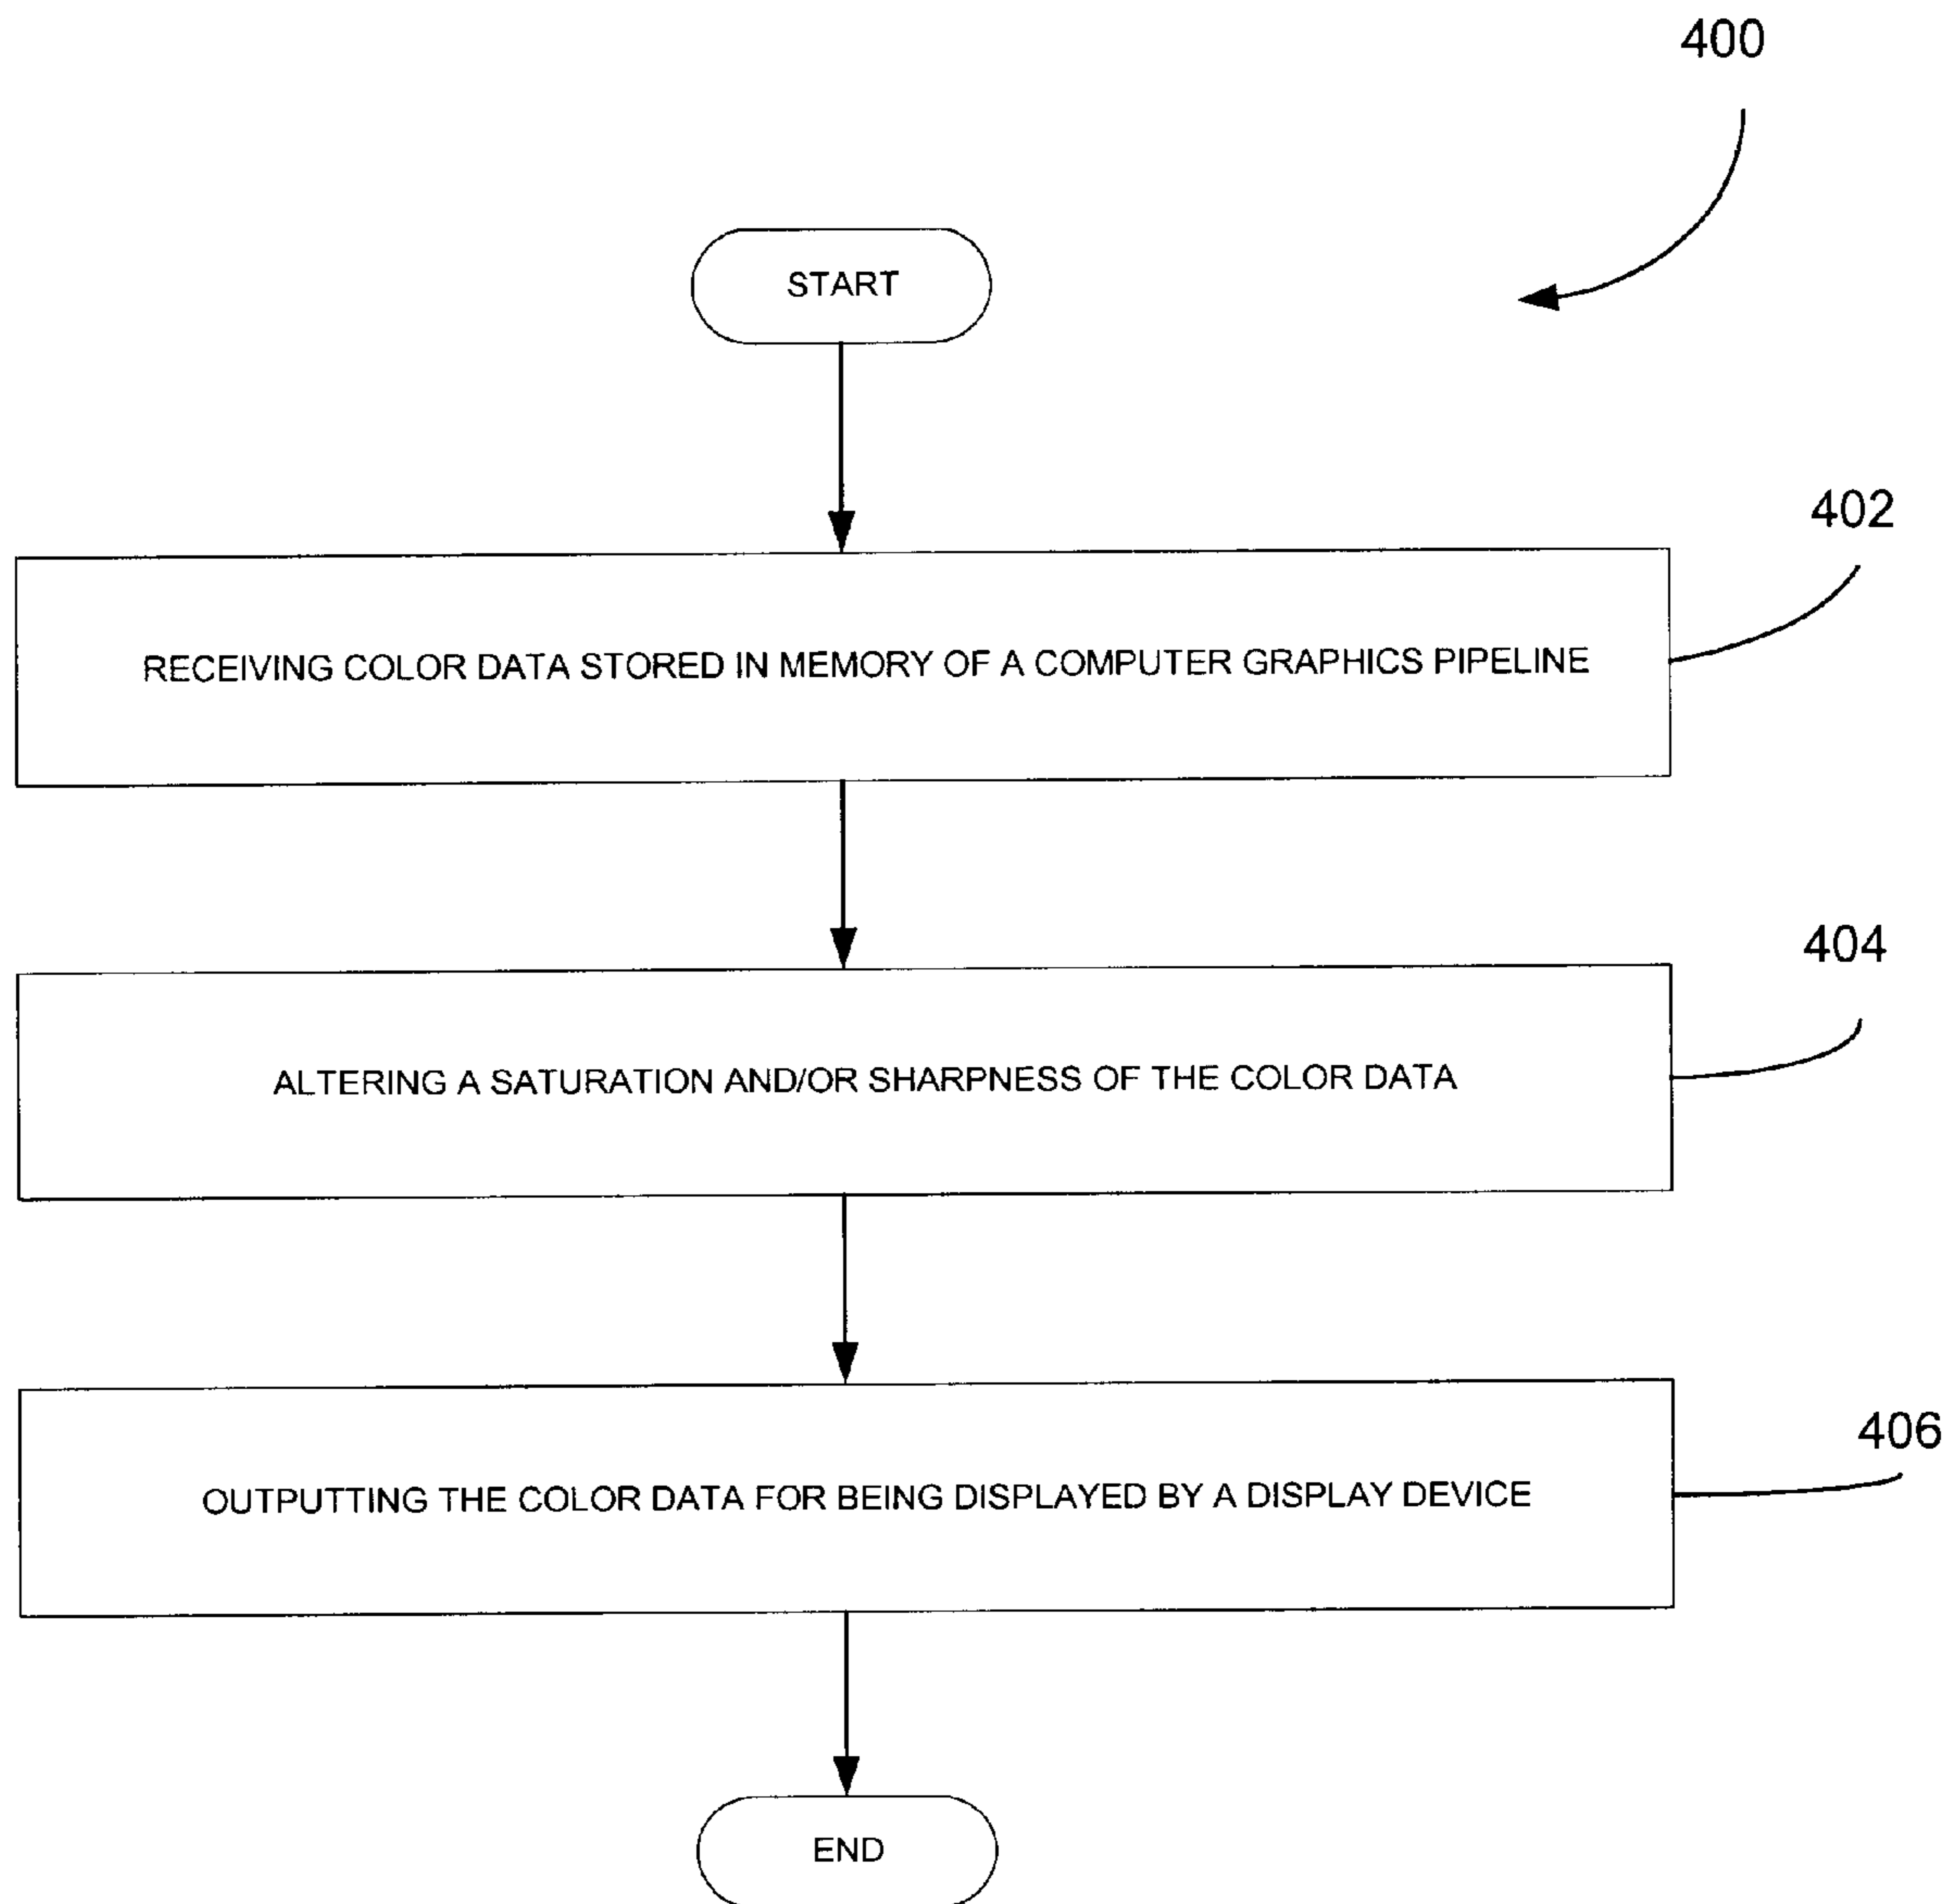 400
START
402
RECEIVING COLOR DATA STORED IN MEMORY OF A COMPUTER GRAPHICS PIPELINE
404
ALTERING A SATURATION AND/OR SHARPNESS OF THE COLOR DATA
406
OUTPUTTING THE COLOR DATA FOR BEING DISPLAYED BY A DISPLAY DEVICE
END